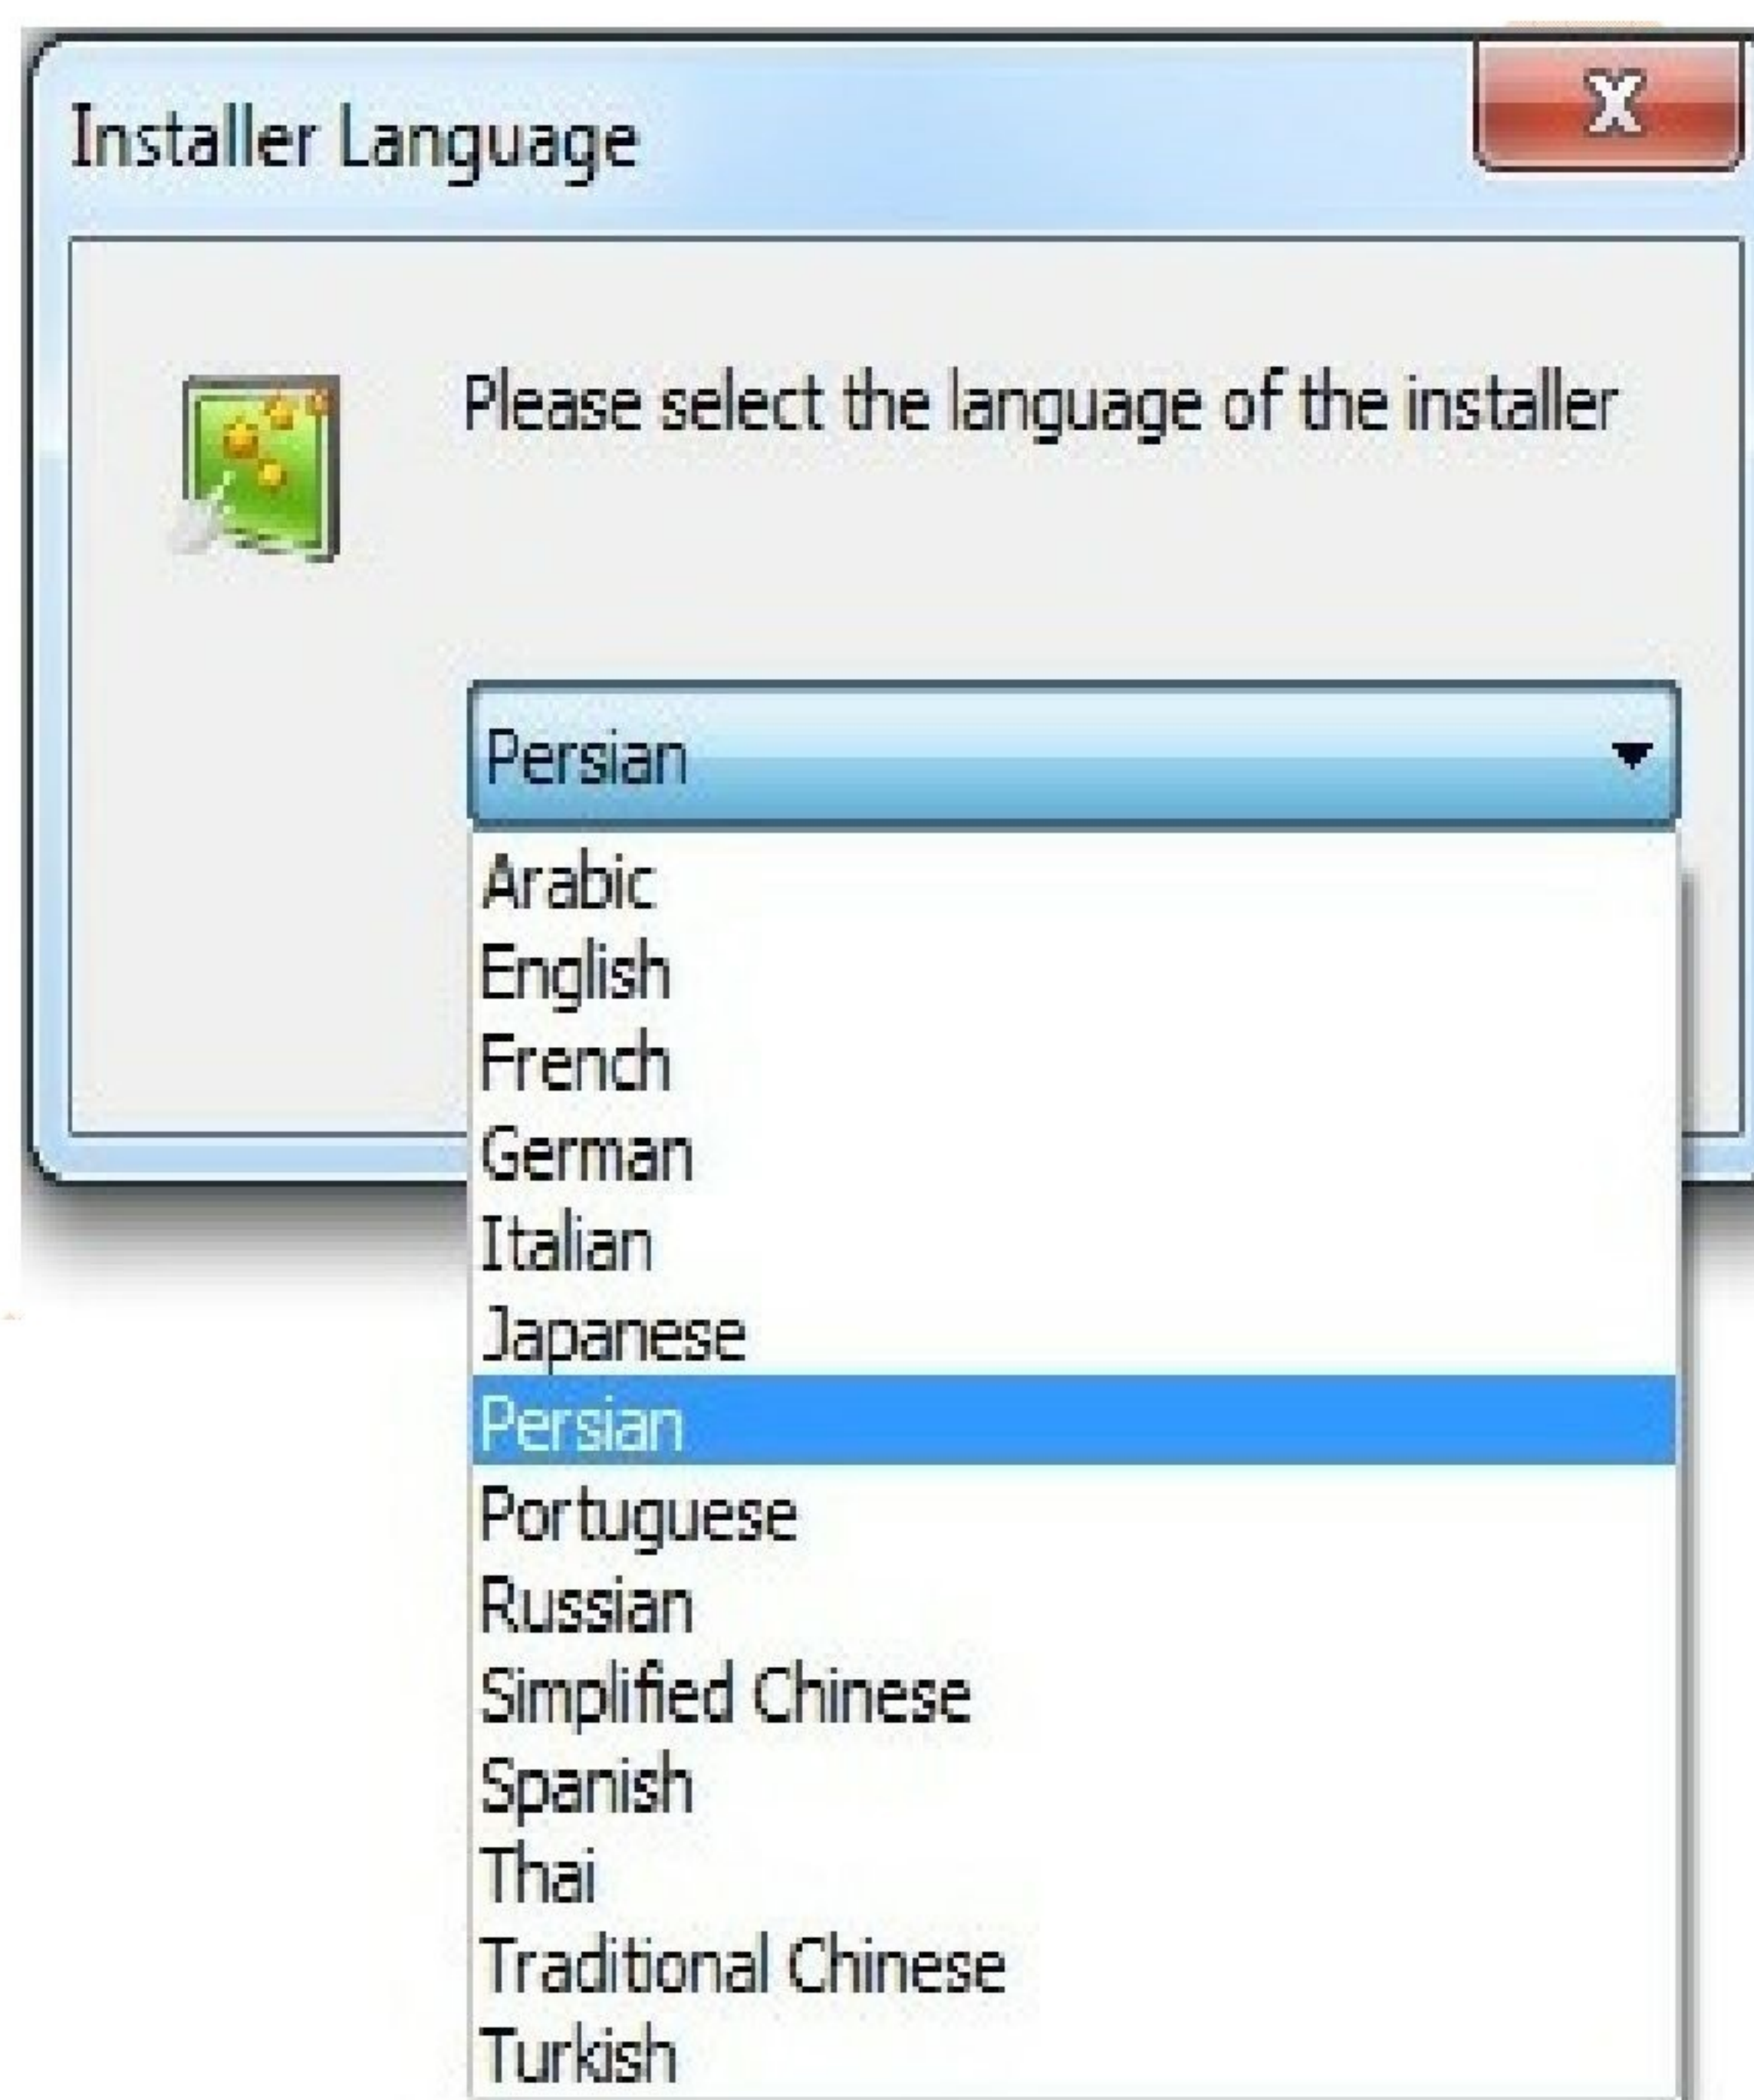 Installer Language
X
Please select the language of the installer
Persian
Arabic
English
French
German
Italian
Japanese
Persian
Portuguese
Russian
Simplified Chinese
Spanish
Thai
Traditional Chinese
Turkish